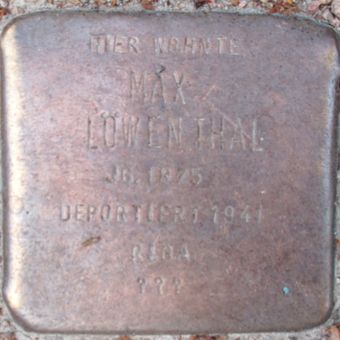 HIER WOHNTE
MAX
LÖWENTHAL
JG. 1875
DEPORTIERT 1941
RIGA
???